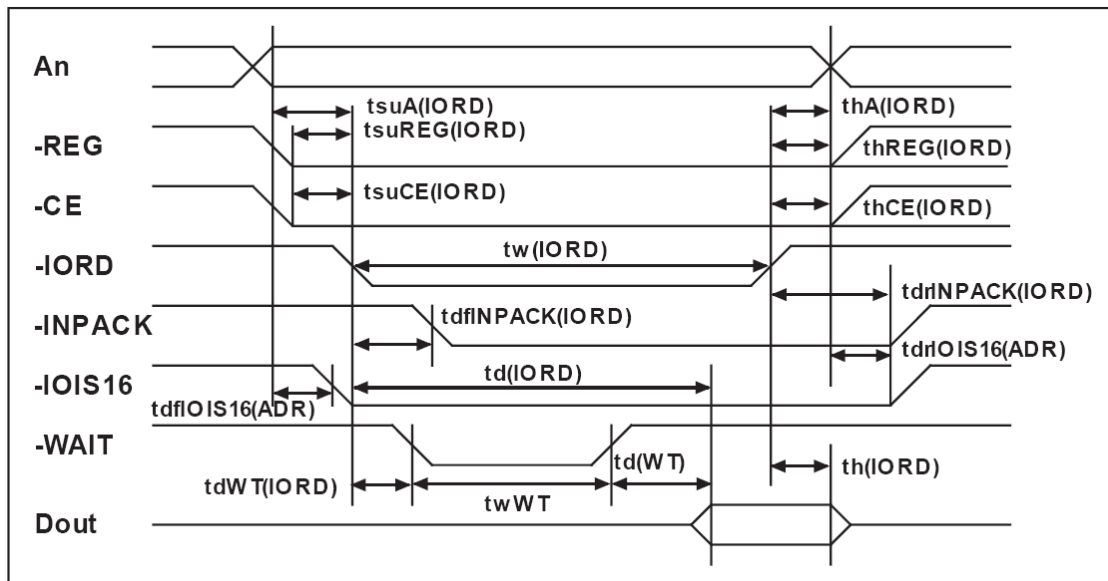 An
tsuA(IORD)
thA(IORD)
tsuREG(IORD)
-REG
thREG(IORD)
tsuCE(IORD)
-CE
thCE(IORD)
tw(IORD)
-IORD
tdrINPACK(IORD)
tdfINPACK(IORD)
-INPACK
tdrIOIS16(ADR)
td(IORD)
-IOIS16
tdfIOIS16(ADR)
-WAIT
td(WT)
th(IORD)
tdWT(IORD)
twWT
Dout